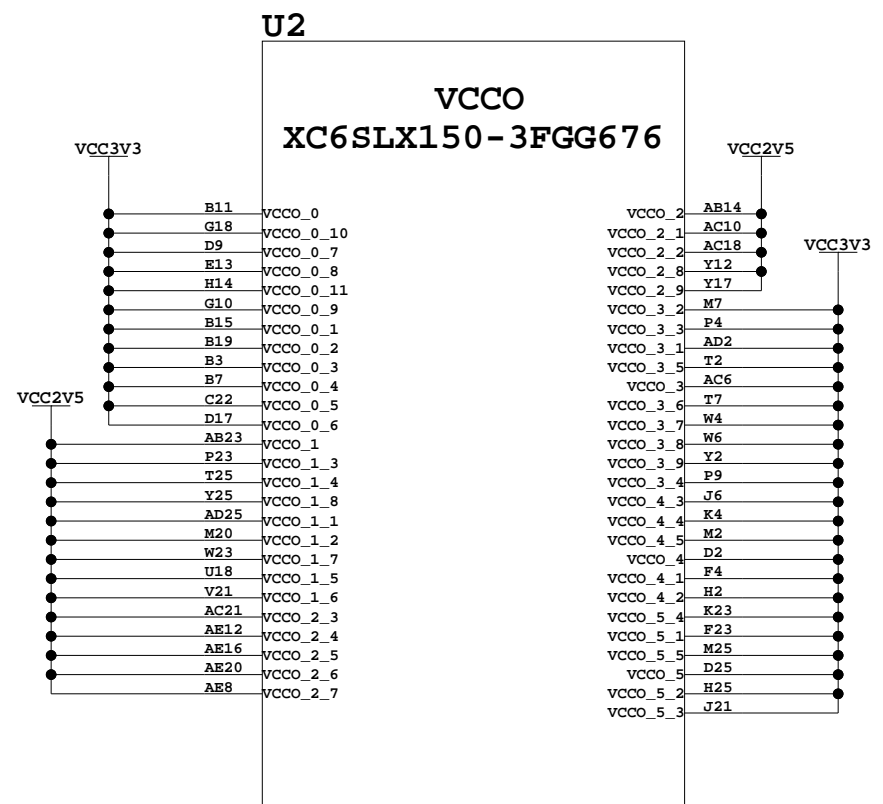 U2
VCCO
XC6SLX150-3FGG676
VCC3V3
VCC2V5
B11 VCCO_0
G18 VCCO_0_10
D9 VCCO_0_7
E13 VCCO_0_8
H14 VCCO_0_11
G10 VCCO_0_9
B15 VCCO_0_1
B19 VCCO_0_2
B3 VCCO_0_3
B7 VCCO_0_4
C22 VCCO_0_5
D17 VCCO_0_6
VCC2V5
AB23 VCCO_1
P23 VCCO_1_3
T25 VCCO_1_4
Y25 VCCO_1_8
AD25 VCCO_1_1
M20 VCCO_1_2
W23 VCCO_1_7
U18 VCCO_1_5
V21 VCCO_1_6
AC21 VCCO_2_3
AE12 VCCO_2_4
AE16 VCCO_2_5
AE20 VCCO_2_6
AE8 VCCO_2_7
VCCO_2 AB14
VCCO_2_1 AC10
VCCO_2_2 AC18
VCC3V3
VCCO_2_8 Y12
VCCO_2_9 Y17
VCCO_3_2 M7
VCCO_3_3 P4
VCCO_3_1 AD2
VCCO_3_5 T2
VCCO_3 AC6
VCCO_3_6 T7
VCCO_3_7 W4
VCCO_3_8 W6
VCCO_3_9 Y2
VCCO_3_4 P9
VCCO_4_3 J6
VCCO_4_4 K4
VCCO_4_5 M2
VCCO_4 D2
VCCO_4_1 F4
VCCO_4_2 H2
VCCO_5_4 K23
VCCO_5_1 F23
VCCO_5_5 M25
VCCO_5 D25
VCCO_5_2 H25
VCCO_5_3 J21